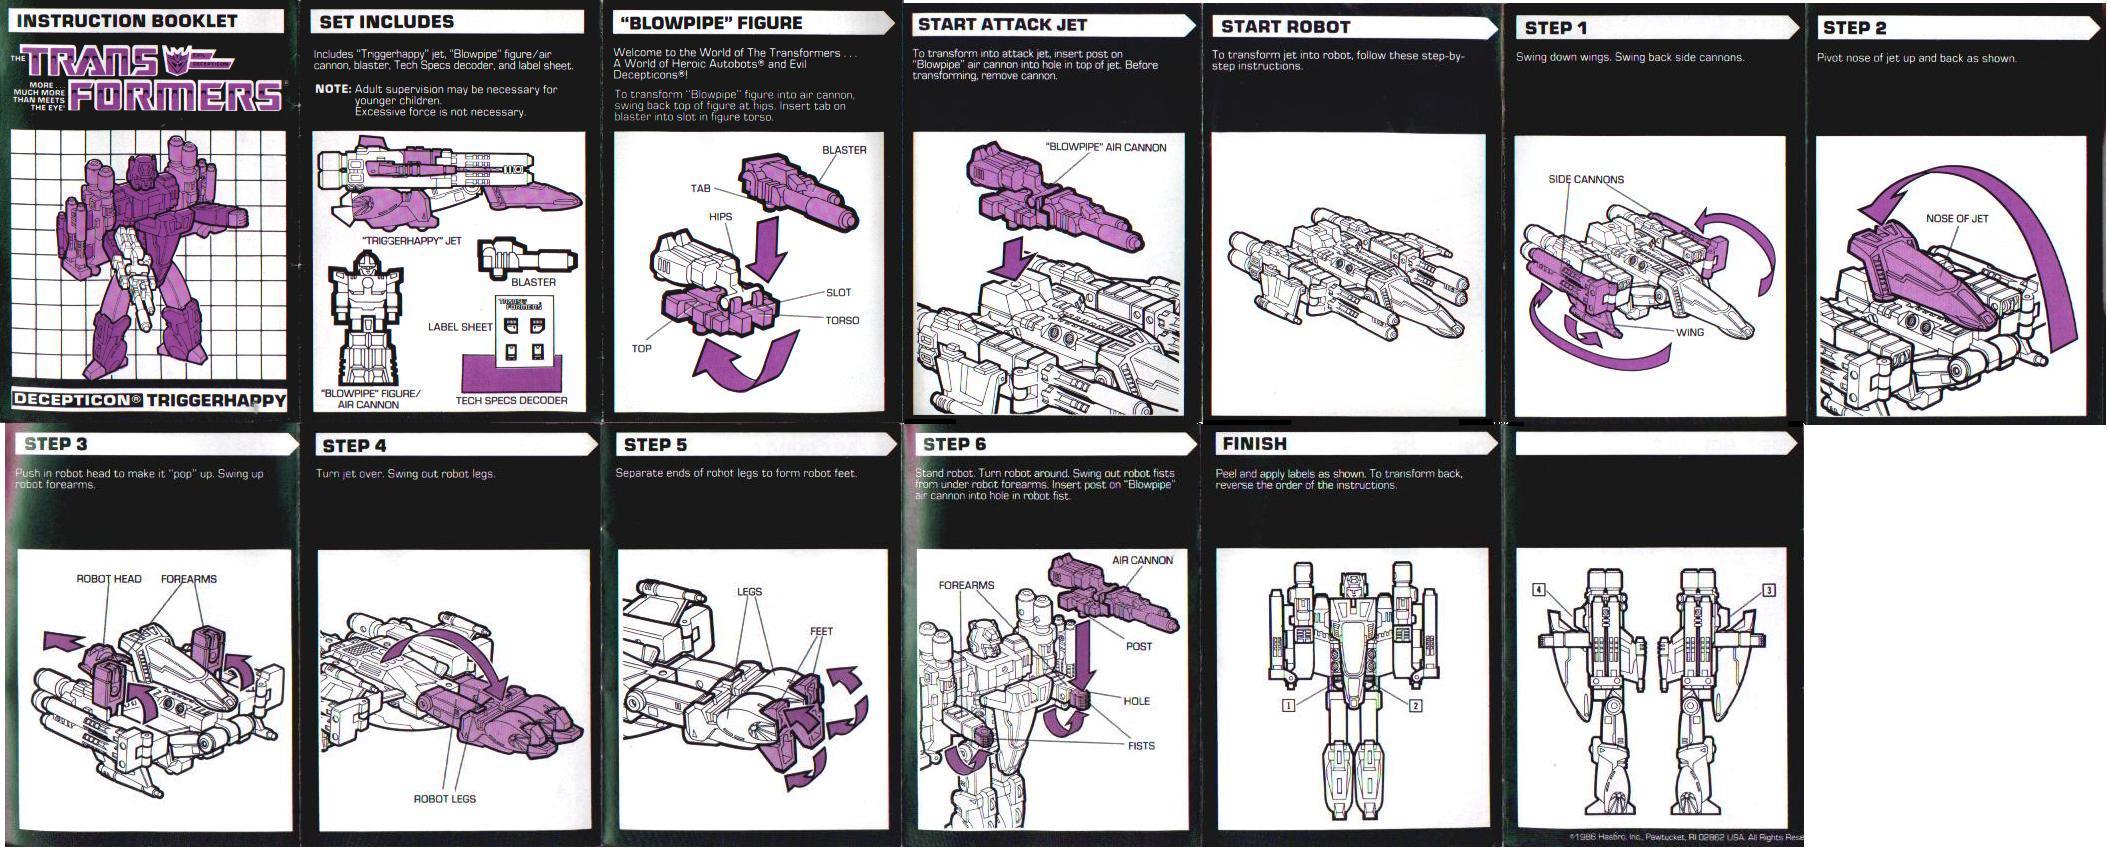 INSTRUCTION BOOKLET
THE TRANSFORMERS
MORE...
MUCH MORE
THAN MEETS
THE EYE
DECEPTICON® TRIGGERHAPPY
SET INCLUDES
Includes "Triggerhappy" jet, "Blowpipe" figure/air
cannon, blaster, Tech Specs decoder, and label sheet.
NOTE: Adult supervision may be necessary for
younger children.
Excessive force is not necessary.
"TRIGGERHAPPY" JET
BLASTER
LABEL SHEET
TRANSFORMERS
"BLOWPIPE" FIGURE/
AIR CANNON
TECH SPECS DECODER
"BLOWPIPE" FIGURE
Welcome to the World of The Transformers...
A World of Heroic Autobots® and Evil
Decepticons®!
To transform "Blowpipe" figure into air cannon,
swing back top of figure at hips. Insert tab on
blaster into slot in figure torso.
BLASTER
TAB
HIPS
SLOT
TORSO
TOP
START ATTACK JET
To transform into attack jet, insert post on
"Blowpipe" air cannon into hole in top of jet. Before
transforming, remove cannon.
"BLOWPIPE" AIR CANNON
START ROBOT
To transform jet into robot, follow these step-by-
step instructions.
STEP 1
Swing down wings. Swing back side cannons.
SIDE CANNONS
WING
STEP 2
Pivot nose of jet up and back as shown.
NOSE OF JET
STEP 3
Push in robot head to make it "pop" up. Swing up
robot forearms.
ROBOT HEAD
FOREARMS
STEP 4
Turn jet over. Swing out robot legs.
ROBOT LEGS
STEP 5
Separate ends of robot legs to form robot feet.
LEGS
FEET
STEP 6
Stand robot. Turn robot around. Swing out robot fists
from under robot forearms. Insert post on "Blowpipe"
air cannon into hole in robot fist.
AIR CANNON
FOREARMS
POST
HOLE
FISTS
FINISH
Peel and apply labels as shown. To transform back,
reverse the order of the instructions.
1
2
4
3
©1986 Hasbro, Inc., Pawtucket, RI 02862 USA. All Rights Rese